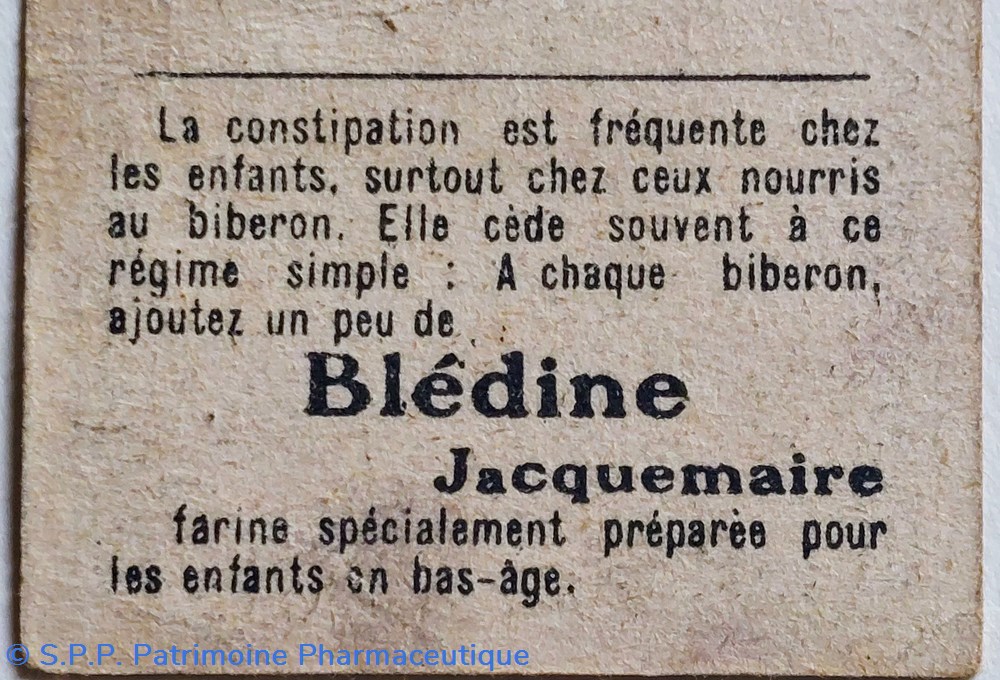 La constipation est fréquente chez
les enfants, surtout chez ceux nourris
au biberon. Elle cède souvent à ce
régime simple : A chaque biberon,
ajoutez un peu de
Blédine
Jacquemaire
farine spécialement préparée pour
les enfants en bas-âge.
© S.P.P. Patrimoine Pharmaceutique